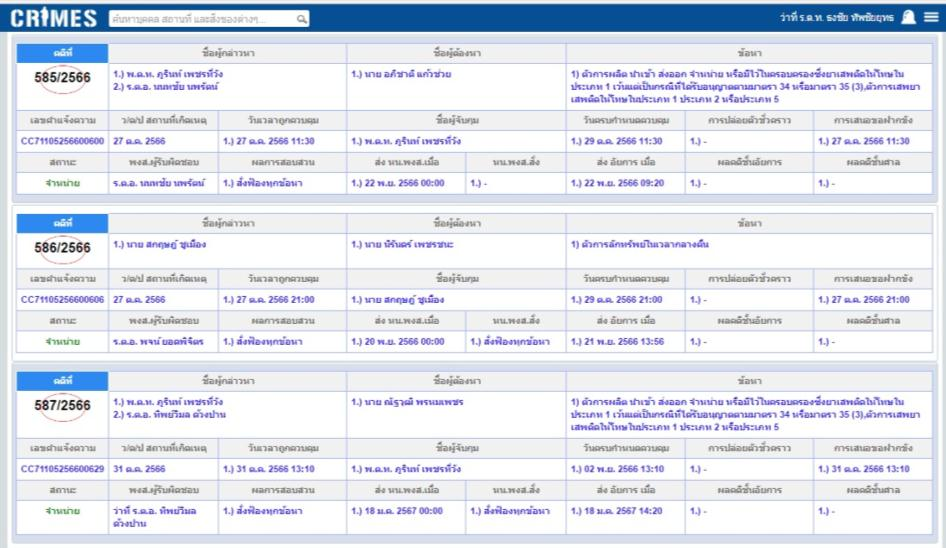 CRIMES
ค้นหาบุคคล สถานที่ และสิ่งของต่างๆ...
ว่าที่ ร.ต.ท. ธงชัย ทัพชัยยุทธ
คดีที่ ชื่อผู้กล่าวหา ชื่อผู้ต้องหา ข้อหา
585/2566
1.) พ.ต.ท. ภูรินท์ เพชรที่วัง
2.) ร.ต.อ. นนทชัย นพรัตน์
1.) นาย อภิชาติ แก้วช่วย
1) ตัวการผลิต นำเข้า ส่งออก จำหน่าย หรือมีไว้ในครอบครองซึ่งยาเสพติดให้โทษใน
ประเภท 1 เว้นแต่เป็นกรณีที่ได้รับอนุญาตตามมาตรา 34 หรือมาตรา 35 (3),ตัวการเสพยา
เสพติดให้โทษในประเภท 1 ประเภท 2 หรือประเภท 5
เลขรับแจ้งความ ว/ด/ป สถานที่เกิดเหตุ วันเวลาถูกควบคุม ชื่อผู้จับกุม วันครบกำหนดควบคุม การปล่อยตัวชั่วคราว การเสนอขอฝากขัง
CC71105256600600 27 ต.ค. 2566 1.) 27 ต.ค. 2566 11:30 1.) พ.ต.ท. ภูรินท์ เพชรที่วัง 1.) 29 ต.ค. 2566 11:30 1.) - 1.) 27 ต.ค. 2566 11:30
สถานะ พงส.ผู้รับผิดชอบ ผลการสอบสวน ส่ง หน.พงส.เมื่อ หน.พงส.สั่ง ส่ง อัยการ เมื่อ ผลคดีชั้นอัยการ ผลคดีชั้นศาล
จำหน่าย ร.ต.อ. นนทชัย นพรัตน์ 1.) สั่งฟ้องทุกข้อหา 1.) 22 พ.ย. 2566 00:00 1.) - 1.) 22 พ.ย. 2566 09:20 1.) - 1.) -
คดีที่ ชื่อผู้กล่าวหา ชื่อผู้ต้องหา ข้อหา
586/2566 1.) นาย สกฤษฎ์ ชูเมือง 1.) นาย นิรันดร์ เพชรชนะ 1) ตัวการลักทรัพย์ในเวลากลางคืน
เลขรับแจ้งความ ว/ด/ป สถานที่เกิดเหตุ วันเวลาถูกควบคุม ชื่อผู้จับกุม วันครบกำหนดควบคุม การปล่อยตัวชั่วคราว การเสนอขอฝากขัง
CC71105256600606 27 ต.ค. 2566 1.) 27 ต.ค. 2566 21:00 1.) นาย สกฤษฎ์ ชูเมือง 1.) 29 ต.ค. 2566 21:00 1.) - 1.) 27 ต.ค. 2566 21:00
สถานะ พงส.ผู้รับผิดชอบ ผลการสอบสวน ส่ง หน.พงส.เมื่อ หน.พงส.สั่ง ส่ง อัยการ เมื่อ ผลคดีชั้นอัยการ ผลคดีชั้นศาล
จำหน่าย ร.ต.อ. พจน์ ยอดพิจิตร 1.) สั่งฟ้องทุกข้อหา 1.) 20 พ.ย. 2566 00:00 1.) สั่งฟ้องทุกข้อหา 1.) 21 พ.ย. 2566 13:56 1.) - 1.) -
คดีที่ ชื่อผู้กล่าวหา ชื่อผู้ต้องหา ข้อหา
587/2566
1.) พ.ต.ท. ภูรินท์ เพชรที่วัง
2.) ร.ต.อ. ทิพย์วิมล ด้วงปาน
1.) นาย ณัฐวุฒิ พรหมเพชร
1) ตัวการผลิต นำเข้า ส่งออก จำหน่าย หรือมีไว้ในครอบครองซึ่งยาเสพติดให้โทษใน
ประเภท 1 เว้นแต่เป็นกรณีที่ได้รับอนุญาตตามมาตรา 34 หรือมาตรา 35 (3),ตัวการเสพยา
เสพติดให้โทษในประเภท 1 ประเภท 2 หรือประเภท 5
เลขรับแจ้งความ ว/ด/ป สถานที่เกิดเหตุ วันเวลาถูกควบคุม ชื่อผู้จับกุม วันครบกำหนดควบคุม การปล่อยตัวชั่วคราว การเสนอขอฝากขัง
CC71105256600629 31 ต.ค. 2566 1.) 31 ต.ค. 2566 13:10 1.) พ.ต.ท. ภูรินท์ เพชรที่วัง 1.) 02 พ.ย. 2566 13:10 1.) - 1.) 31 ต.ค. 2566 13:10
สถานะ พงส.ผู้รับผิดชอบ ผลการสอบสวน ส่ง หน.พงส.เมื่อ หน.พงส.สั่ง ส่ง อัยการ เมื่อ ผลคดีชั้นอัยการ ผลคดีชั้นศาล
จำหน่าย ว่าที่ ร.ต.อ. ทิพย์วิมล
ด้วงปาน
1.) สั่งฟ้องทุกข้อหา 1.) 18 ม.ค. 2567 00:00 1.) สั่งฟ้องทุกข้อหา 1.) 18 ม.ค. 2567 14:20 1.) - 1.) -